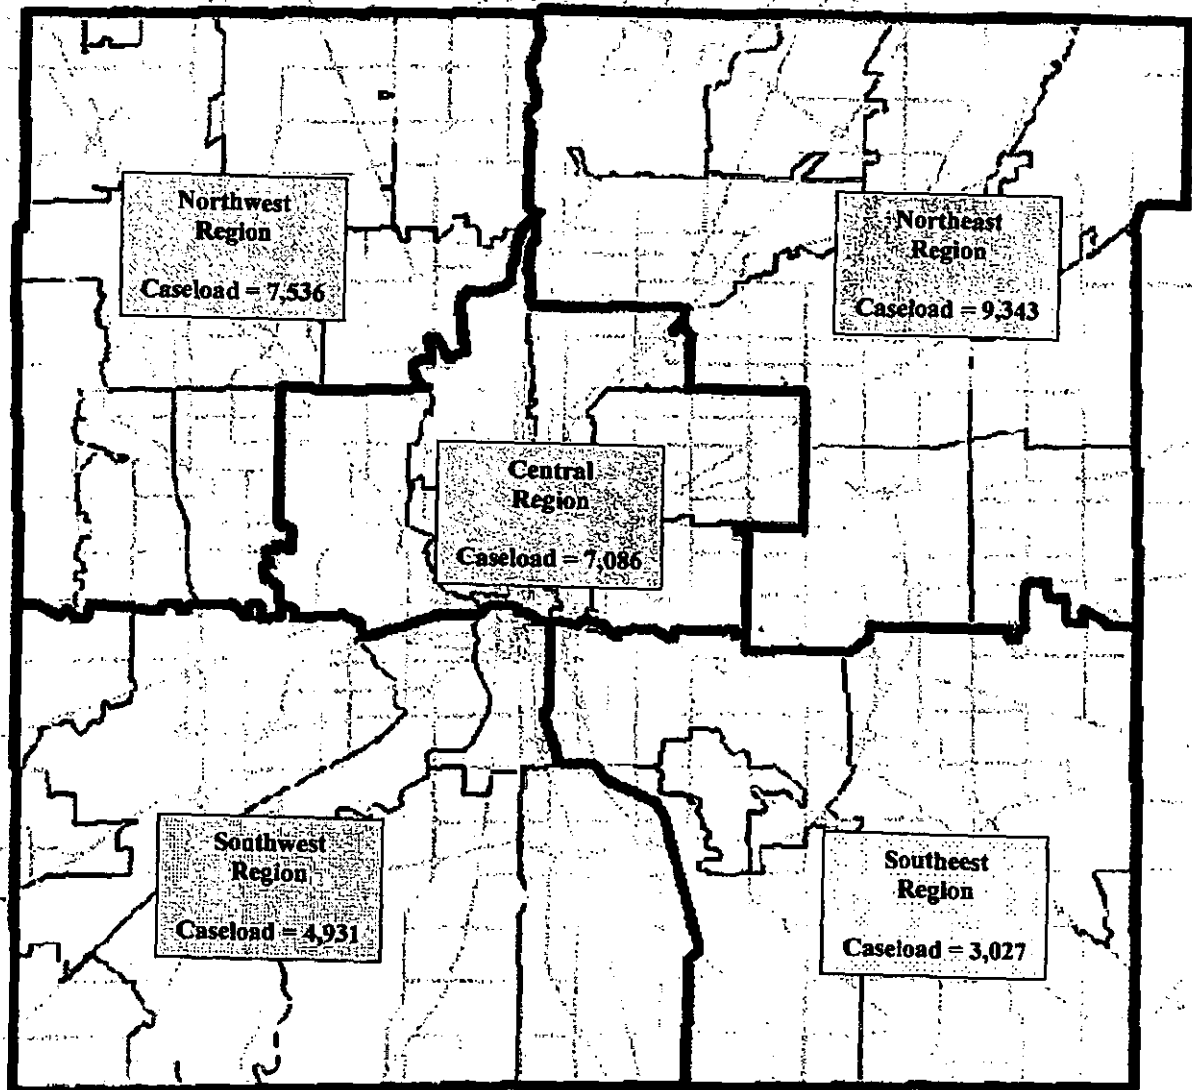 Northwest
Region
Caseload = 7,536
Northeast
Region
Caseload = 9,343
Central
Region
Caseload = 7,086
Southwest
Region
Caseload = 4,931
Southeest
Region
Caseload = 3,027